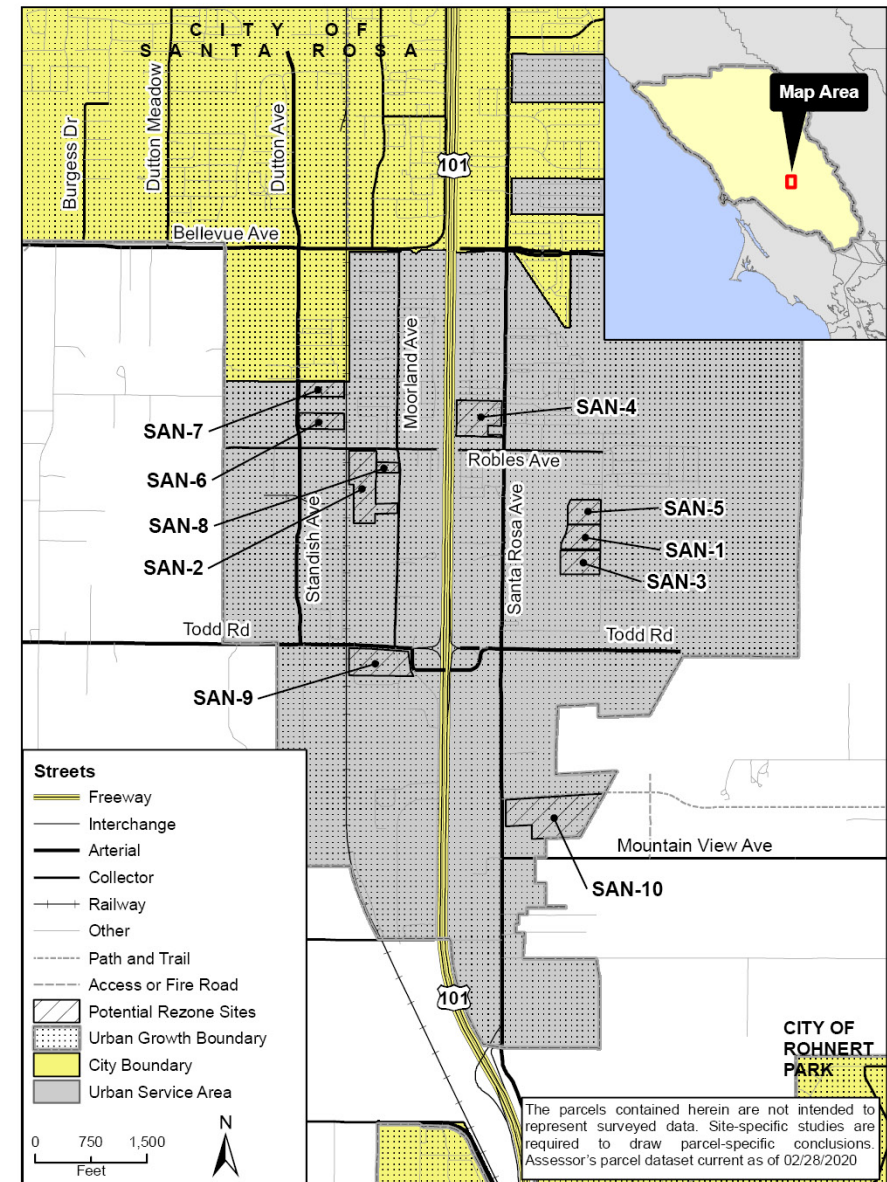 CITY OF
SANTA ROSA
Map Area
Burgess Dr
Dutton Meadow
Dutton Ave
101
Bellevue Ave
Moorland Ave
SAN-7
SAN-4
SAN-6
Robles Ave
SAN-8
SAN-5
SAN-2
SAN-1
SAN-3
Standish Ave
Santa Rosa Ave
Todd Rd
Todd Rd
SAN-9
Mountain View Ave
SAN-10
101
CITY OF
ROHNERT
PARK
Streets
Freeway
Interchange
Arterial
Collector
Railway
Other
Path and Trail
Access or Fire Road
Potential Rezone Sites
Urban Growth Boundary
City Boundary
Urban Service Area
N
0 750 1,500
Feet
The parcels contained herein are not intended to
represent surveyed data. Site-specific studies are
required to draw parcel-specific conclusions.
Assessor's parcel dataset current as of 02/28/2020